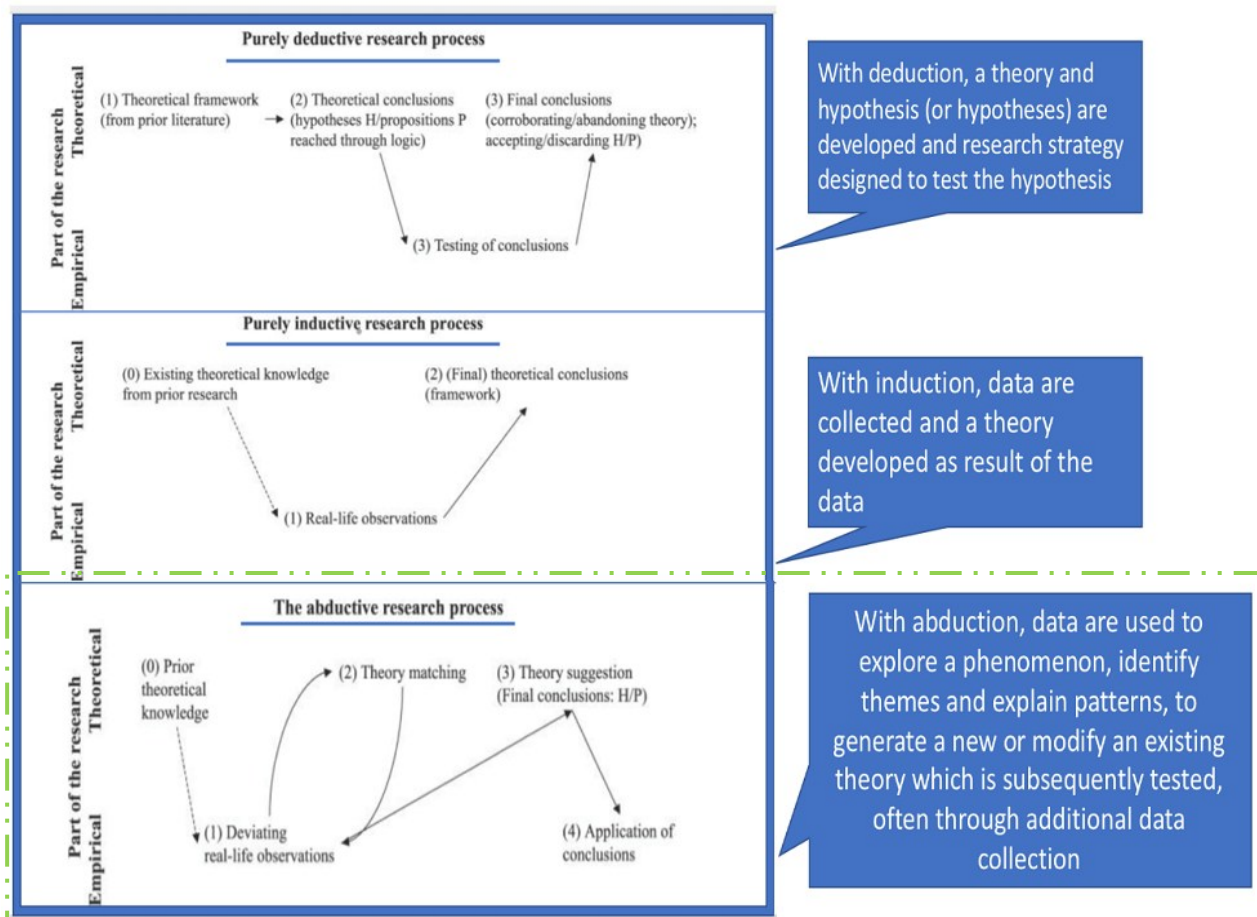 Purely deductive research process
Part of the research
Theoretical
Empirical
(1) Theoretical framework
(from prior literature)
(2) Theoretical conclusions
(hypotheses H/propositions P
reached through logic)
(3) Final conclusions
(corroborating/abandoning theory);
accepting/discarding H/P)
(3) Testing of conclusions
With deduction, a theory and
hypothesis (or hypotheses) are
developed and research strategy
designed to test the hypothesis
Purely inductive research process
Part of the research
Theoretical
Empirical
(0) Existing theoretical knowledge
from prior research
(2) (Final) theoretical conclusions
(framework)
(1) Real-life observations
With induction, data are
collected and a theory
developed as result of the
data
The abductive research process
Part of the research
Theoretical
Empirical
(0) Prior
theoretical
knowledge
(2) Theory matching
(3) Theory suggestion
(Final conclusions: H/P)
(1) Deviating
real-life observations
(4) Application of
conclusions
With abduction, data are used to
explore a phenomenon, identify
themes and explain patterns, to
generate a new or modify an existing
theory which is subsequently tested,
often through additional data
collection